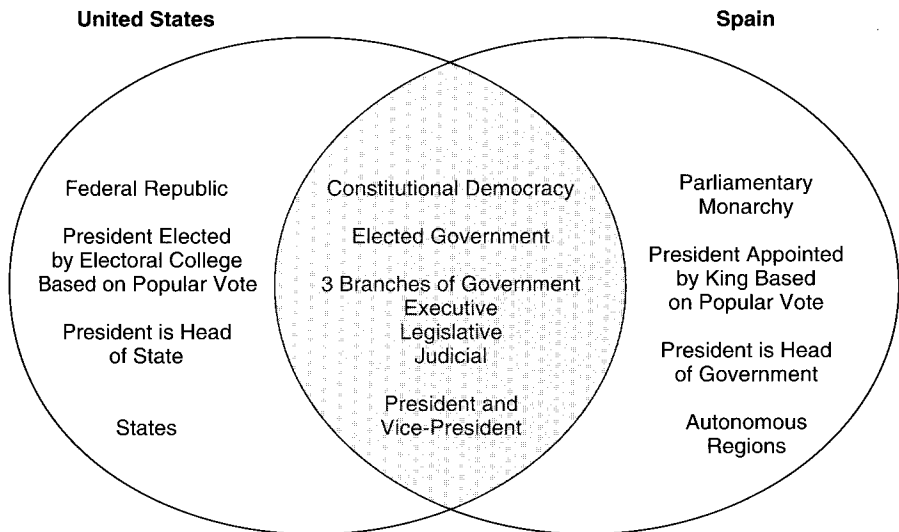 United States
Spain
Federal Republic
President Elected
by Electoral College
Based on Popular Vote
President is Head
of State
States
Constitutional Democracy
Elected Government
3 Branches of Government
Executive
Legislative
Judicial
President and
Vice-President
Parliamentary
Monarchy
President Appointed
by King Based
on Popular Vote
President is Head
of Government
Autonomous
Regions